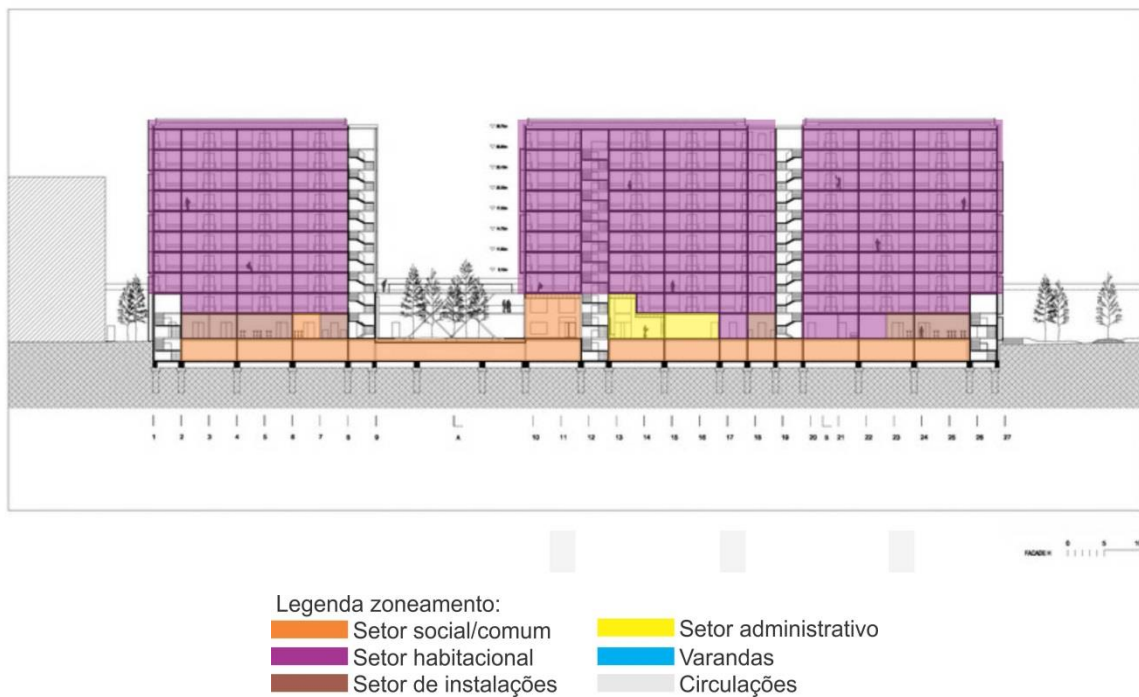 1 2 3 4 5 6 7 8 9 A 10 11 12 13 14 15 16 17 18 19 20 B 21 22 23 24 25 26 27
0 5
Legenda zoneamento:
Setor social/comum Setor administrativo
Setor habitacional Varandas
Setor de instalações Circulações